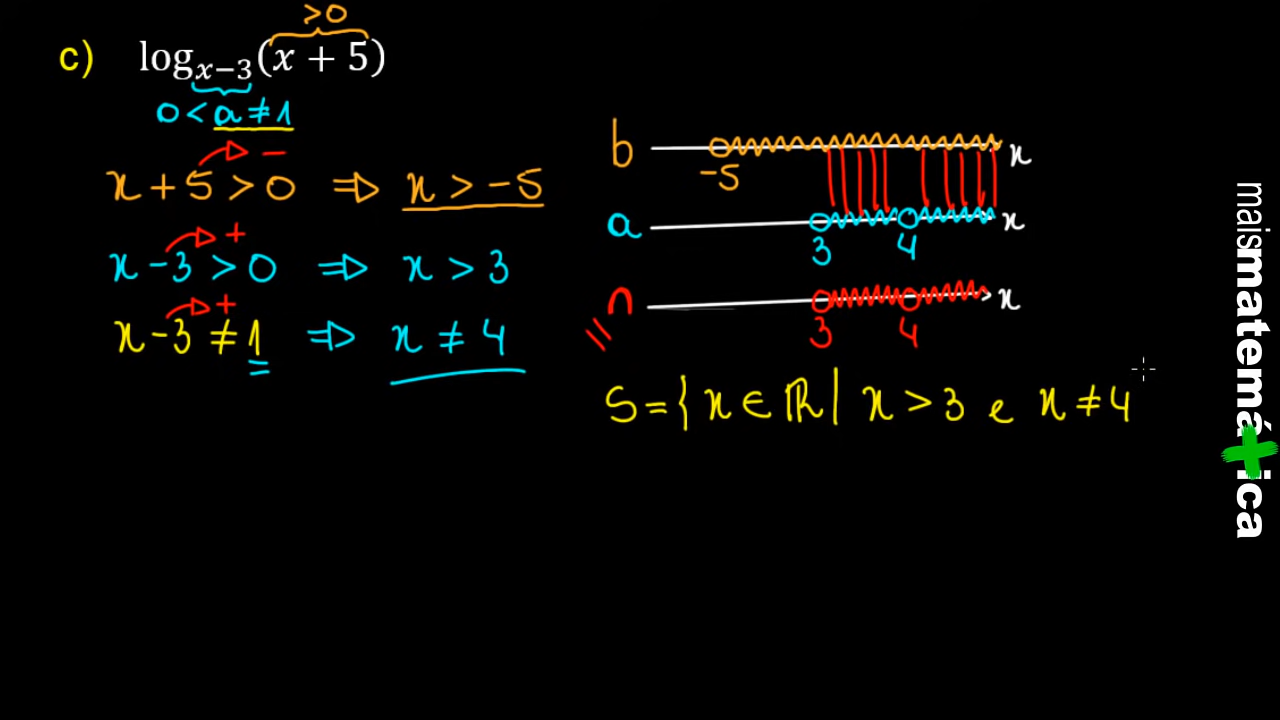 >0
c) log_{x-3}(x + 5)
0 < a ≠ 1
−
x + 5 > 0 ⇒ x > -5
+
x - 3 > 0 ⇒ x > 3
+
x - 3 ≠ 1 ⇒ x ≠ 4
b x
-5
a x
3 4
∩ x
3 4
S = { x ∈ ℝ | x > 3 e x ≠ 4
maismatemática